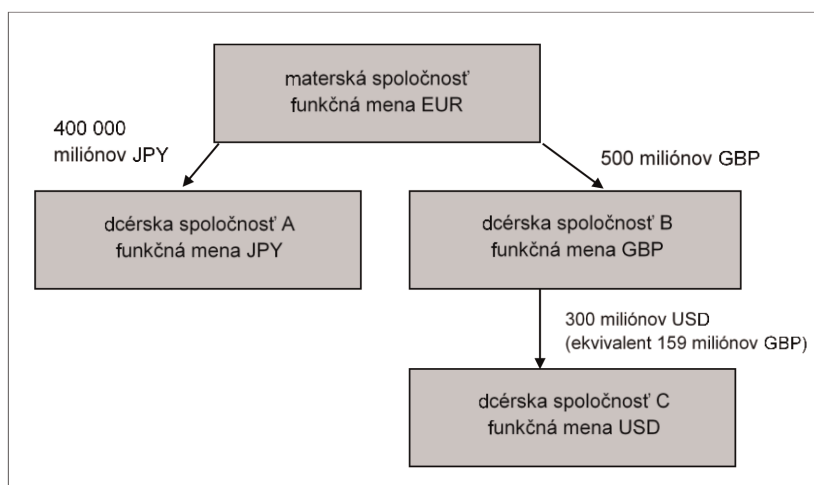 materská spoločnosť
funkčná mena EUR
400 000
miliónov JPY
500 miliónov GBP
dcérska spoločnosť A
funkčná mena JPY
dcérska spoločnosť B
funkčná mena GBP
300 miliónov USD
(ekvivalent 159 miliónov GBP)
dcérska spoločnosť C
funkčná mena USD